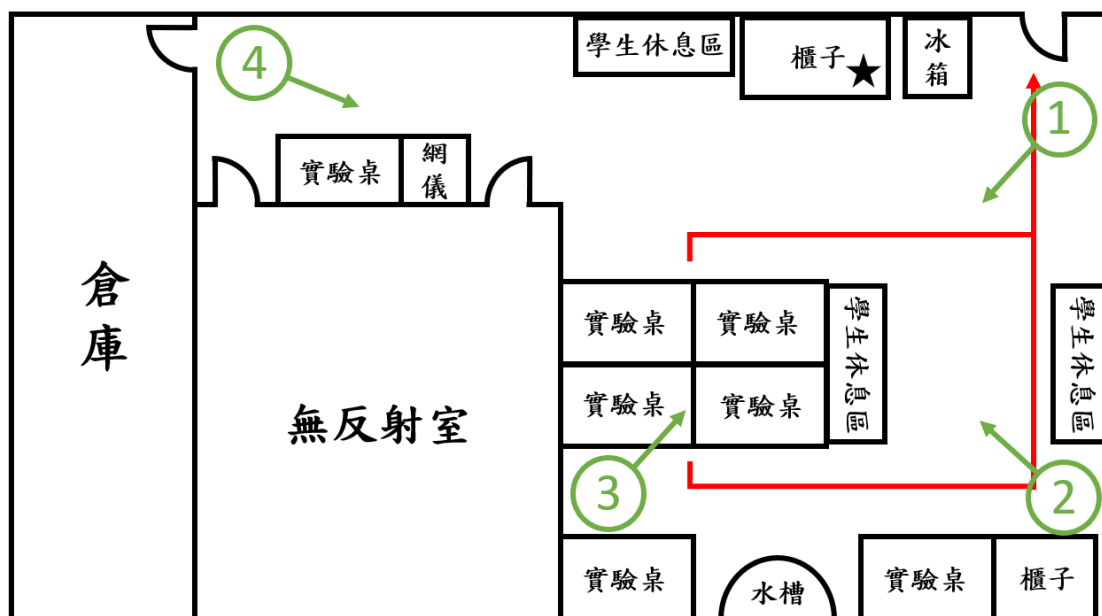 4
學生休息區
櫃子★
冰箱
1
實驗桌
網儀
倉庫
無反射室
實驗桌
實驗桌
學生休息區
學生休息區
實驗桌
實驗桌
3
2
實驗桌
水槽
實驗桌
櫃子